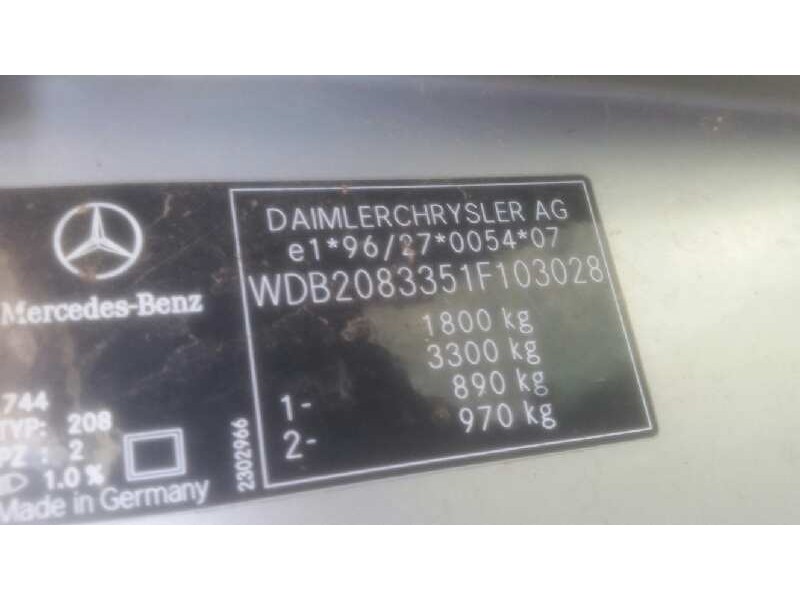 Mercedes-Benz
744
TYP: 208
PZ : 2
1.0 %
Made in Germany
2302966
DAIMLERCHRYSLER AG
e1*96/27*0054*07
WDB2083351F103028
1800 kg
3300 kg
1- 890 kg
2- 970 kg